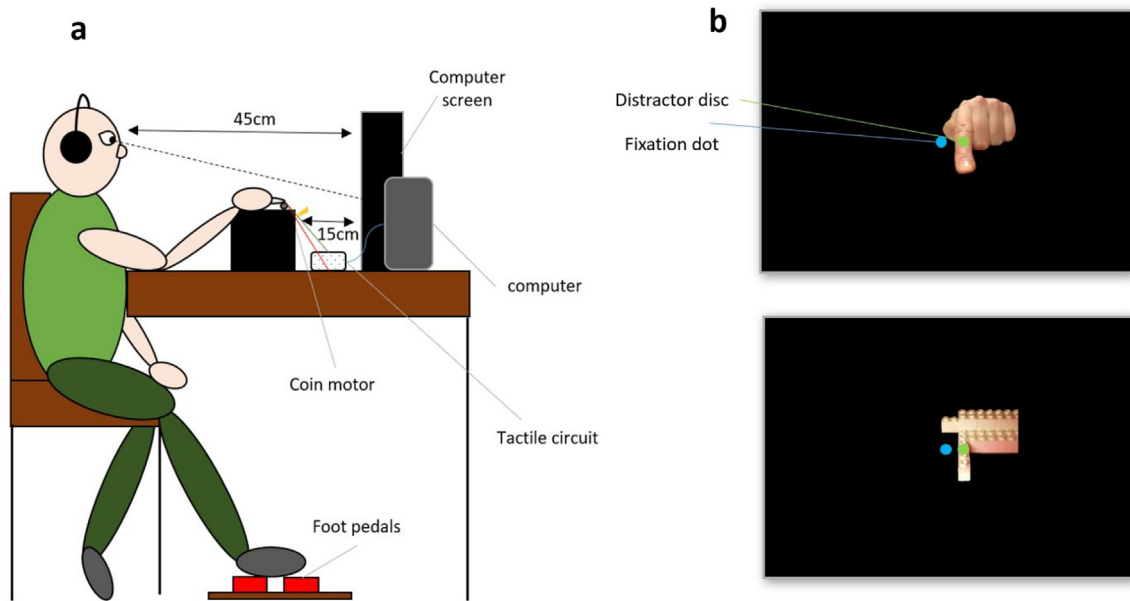 a
b
Computer
screen
45cm
Distractor disc
Fixation dot
15cm
computer
Coin motor
Tactile circuit
Foot pedals